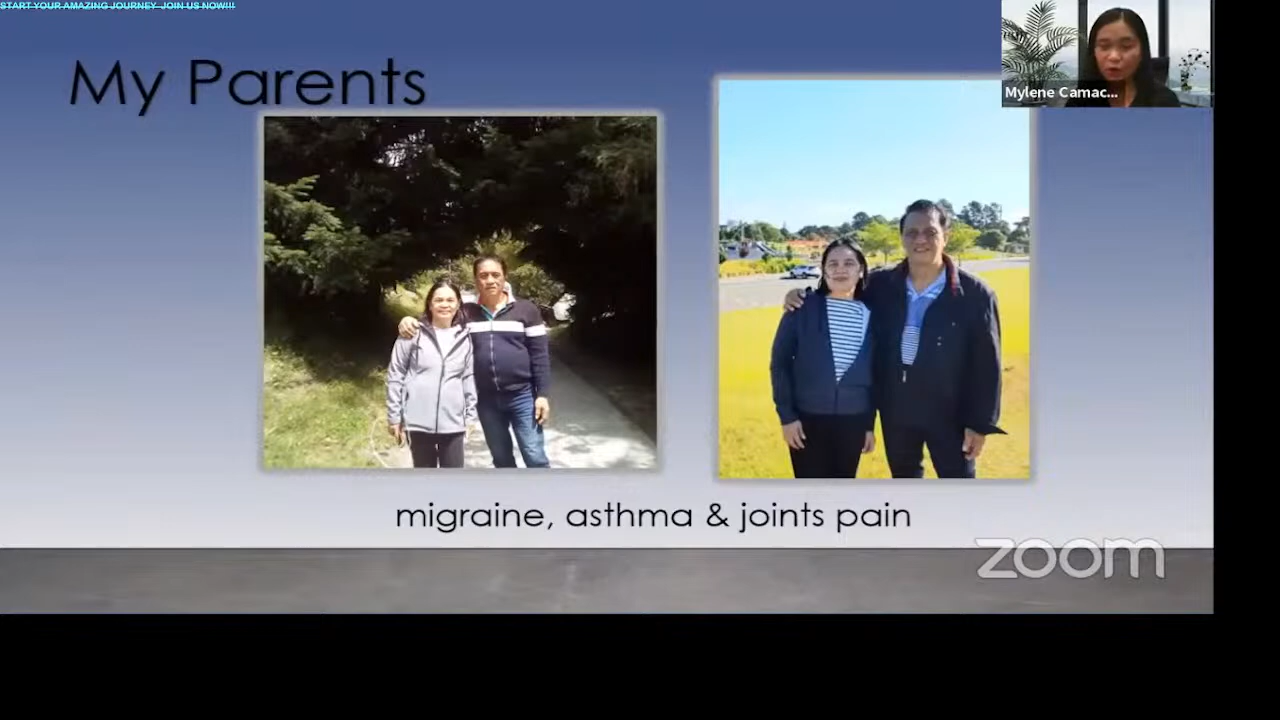 START YOUR AMAZING JOURNEY JOIN US NOW!!!
My Parents
Mylene Camac...
migraine, asthma & joints pain
zoom